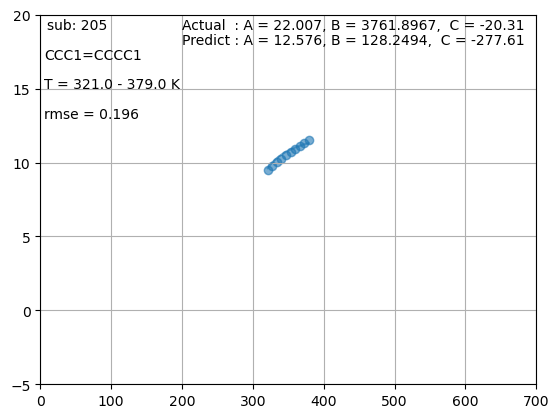 sub: 205
Actual  : A = 22.007, B = 3761.8967,  C = -20.31
Predict : A = 12.576, B = 128.2494,  C = -277.61
CCC1=CCCC1
T = 321.0 - 379.0 K
rmse = 0.196
20
15
10
5
0
−5
0 100 200 300 400 500 600 700